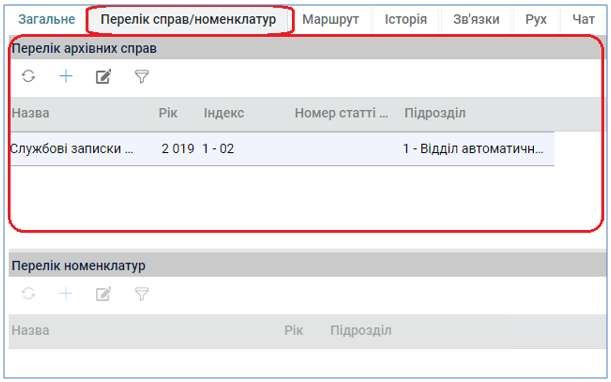 Загальне Перелік справ/номенклатур Маршрут Історія Зв'язки Рух Чат
Перелік архівних справ
Назва Рік Індекс Номер статті ... Підрозділ
Службові записки ... 2 019 1 - 02 1 - Відділ автоматичн...
Перелік номенклатур
Назва Рік Підрозділ